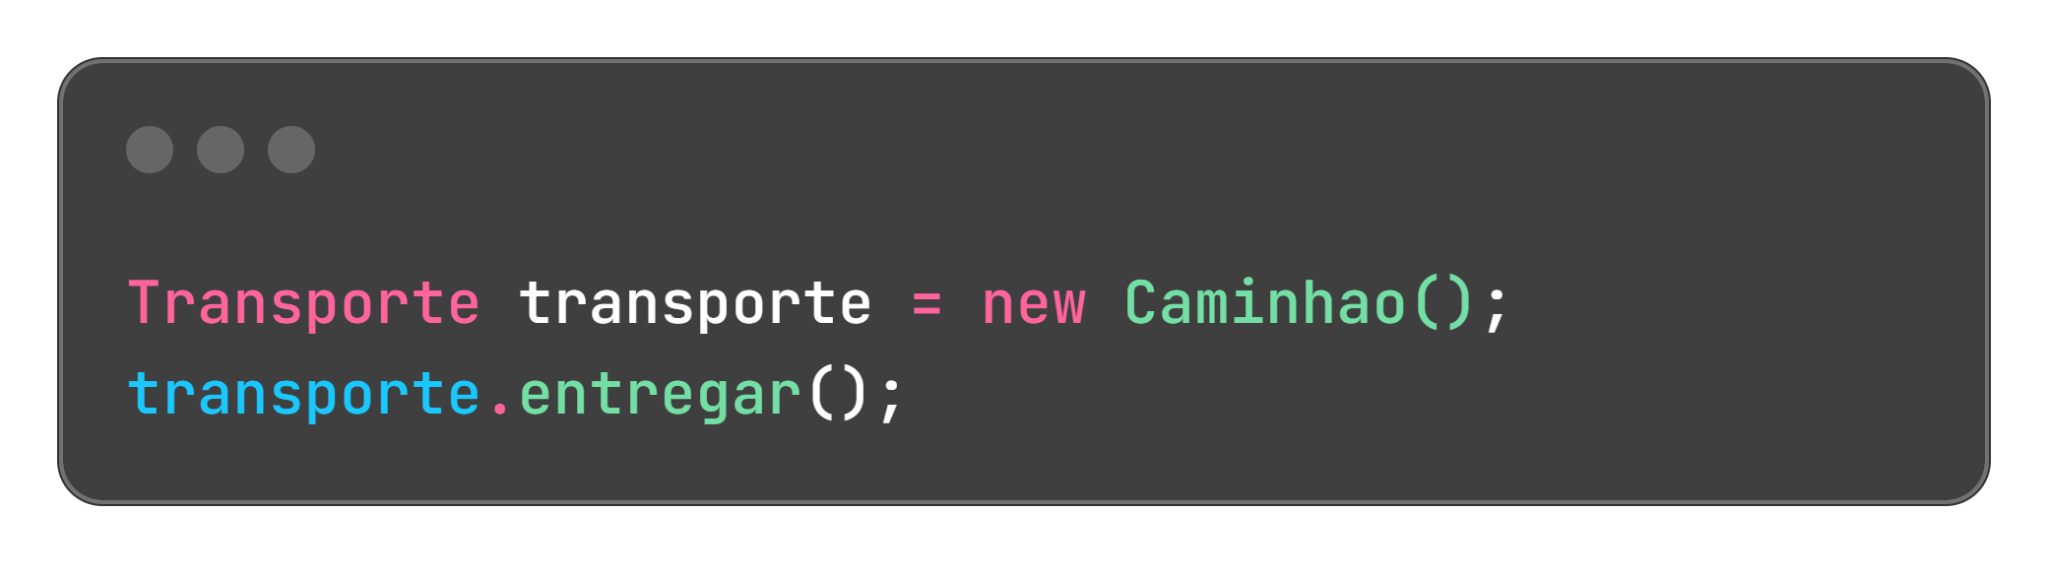 Transporte transporte = new Caminhao();
transporte.entregar();